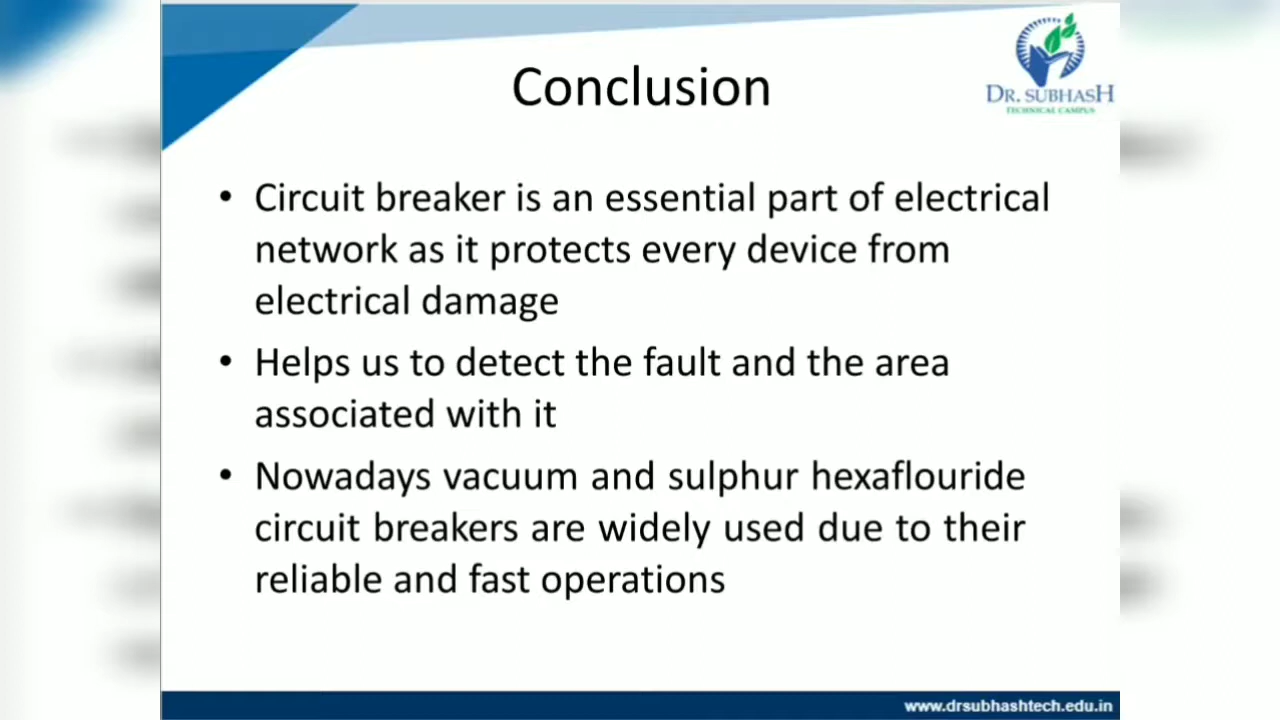 Conclusion
DR. SUBHASH
TECHNICAL CAMPUS
• Circuit breaker is an essential part of electrical
network as it protects every device from
electrical damage
• Helps us to detect the fault and the area
associated with it
• Nowadays vacuum and sulphur hexaflouride
circuit breakers are widely used due to their
reliable and fast operations
www.drsubhashtech.edu.in